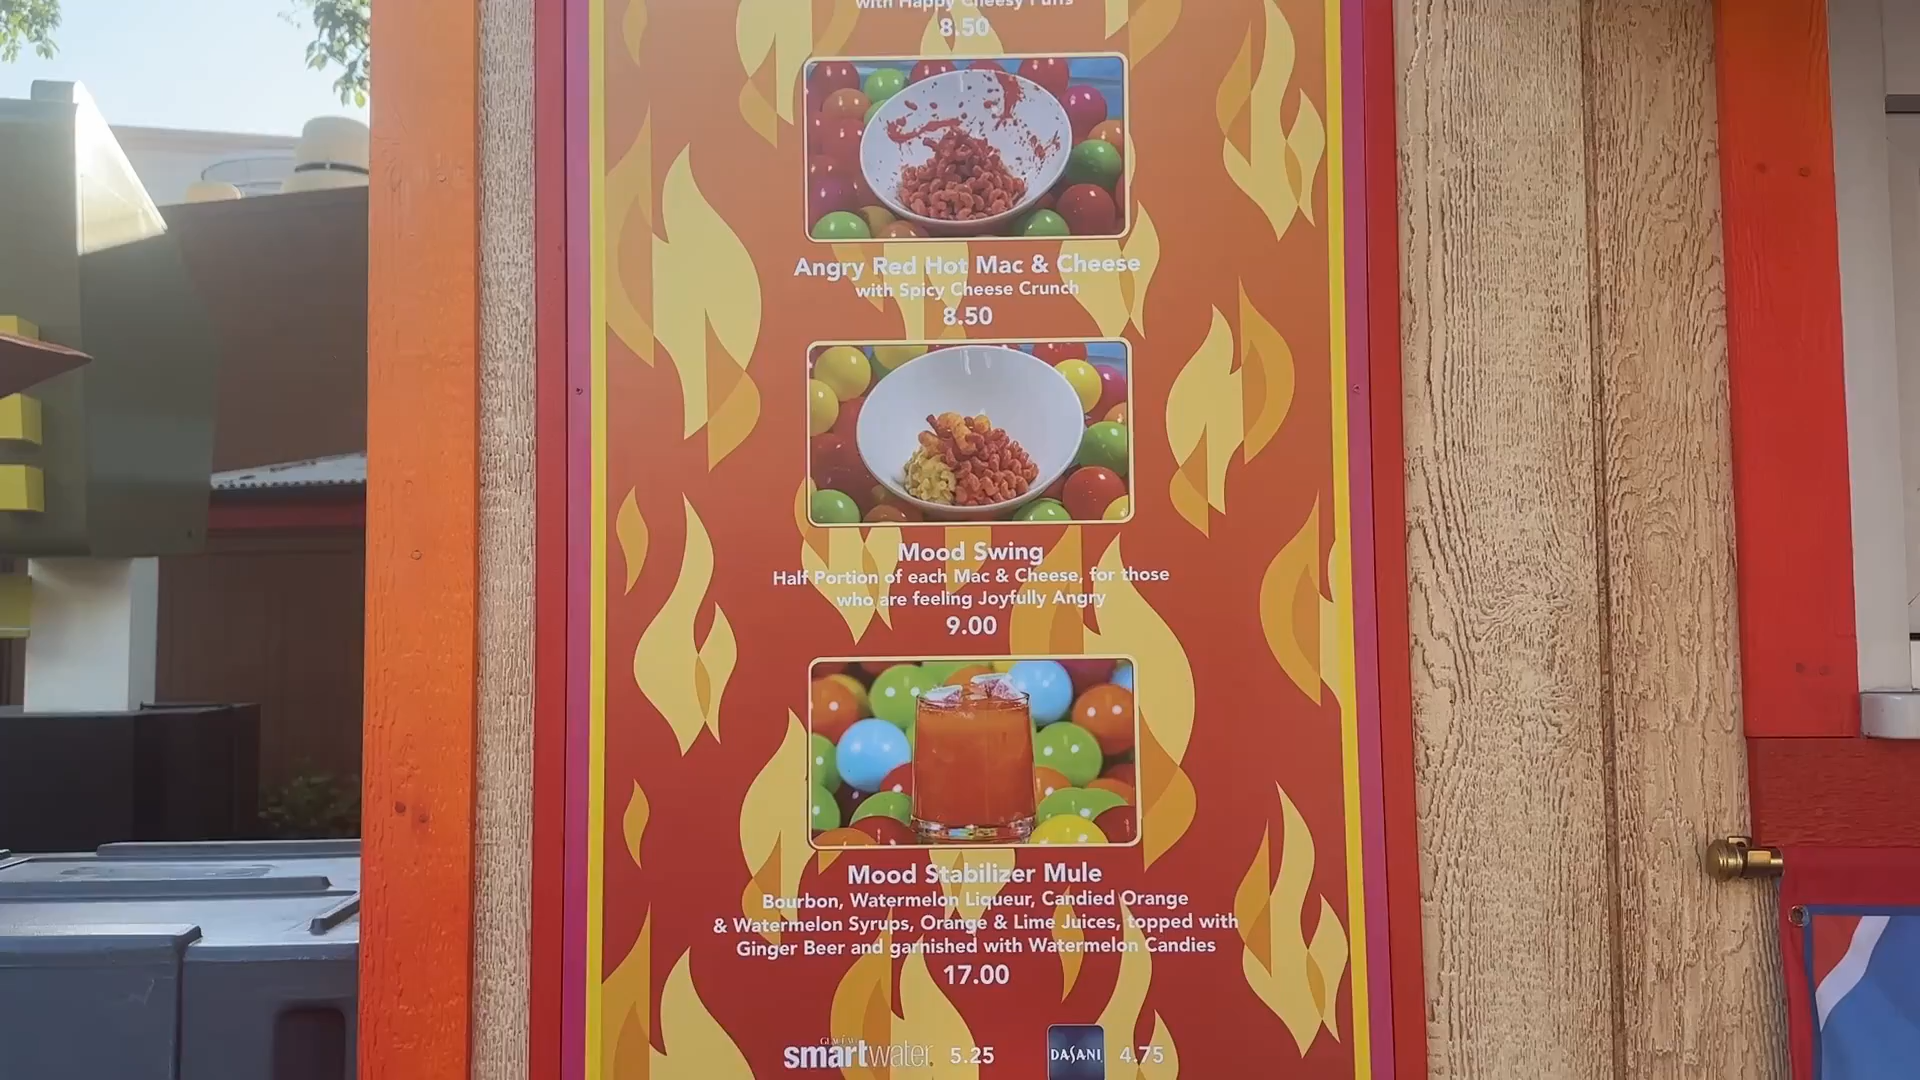 with Happy Cheesy Puffs
8.50
Angry Red Hot Mac & Cheese
with Spicy Cheese Crunch
8.50
Mood Swing
Half Portion of each Mac & Cheese, for those
who are feeling Joyfully Angry
9.00
Mood Stabilizer Mule
Bourbon, Watermelon Liqueur, Candied Orange
& Watermelon Syrups, Orange & Lime Juices, topped with
Ginger Beer and garnished with Watermelon Candies
17.00
GLACÉAU
smartwater 5.25 DASANI 4.75